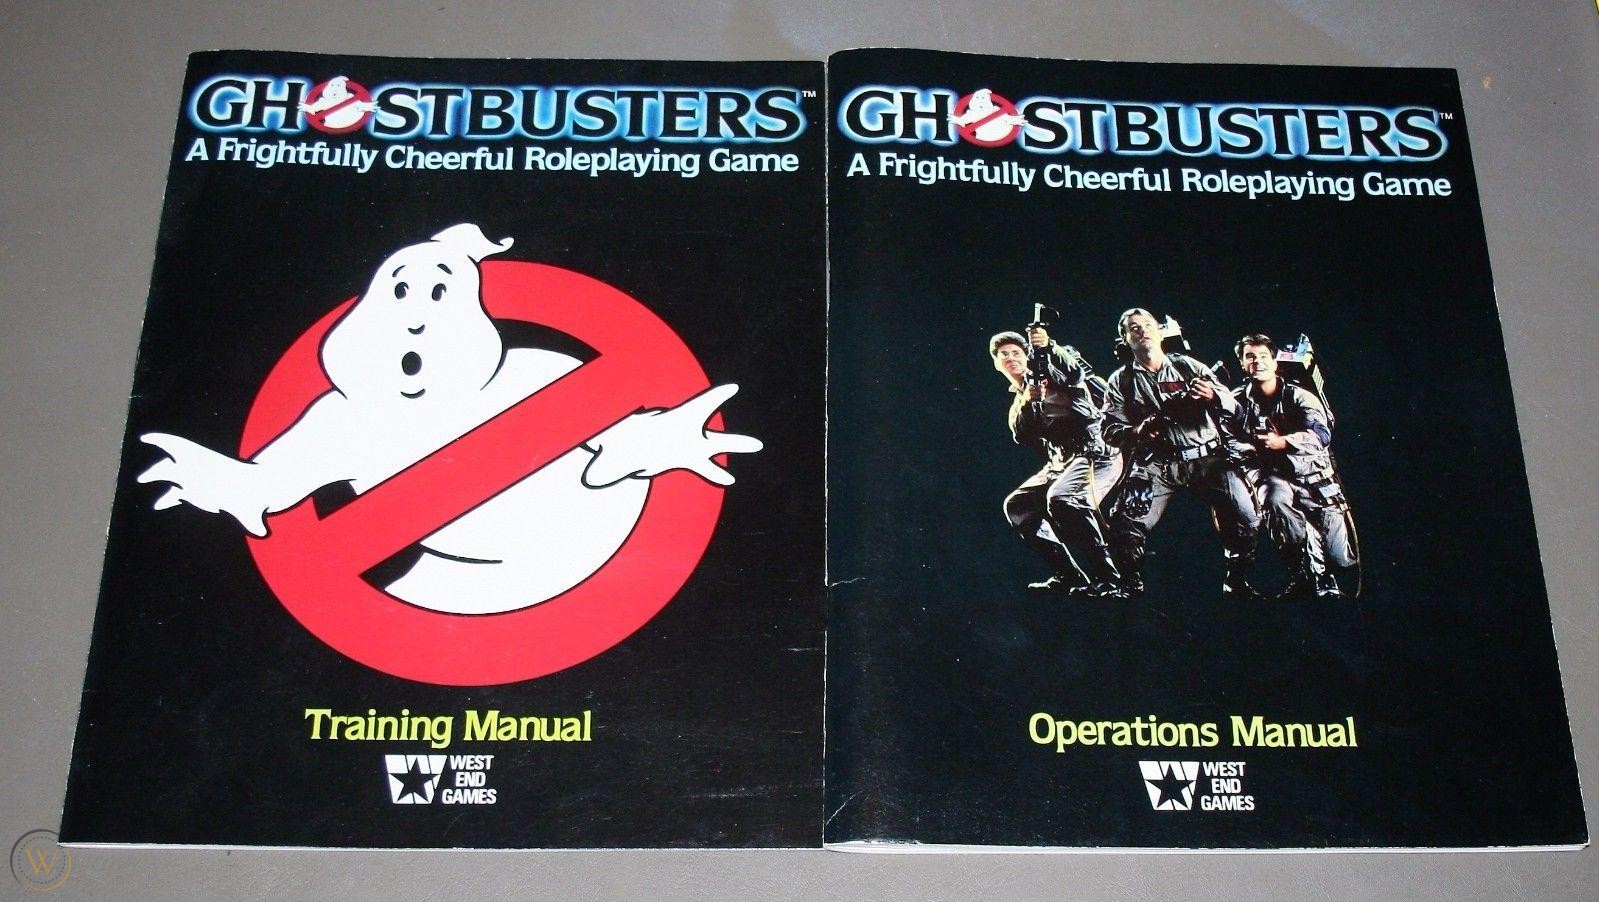 GHOSTBUSTERS™
A Frightfully Cheerful Roleplaying Game
Training Manual
WEST
END
GAMES
GHOSTBUSTERS™
A Frightfully Cheerful Roleplaying Game
Operations Manual
WEST
END
GAMES
W